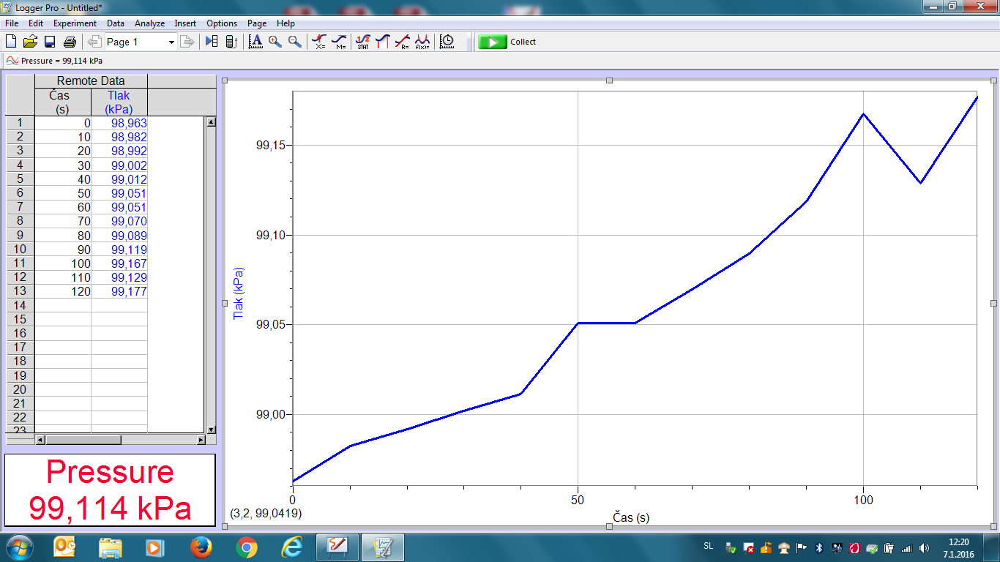 Logger Pro - Untitled*
File Edit Experiment Data Analyze Insert Options Page Help
Page 1 X= M= 1/2 STAT R= f(x)= Collect
Pressure = 99,114 kPa
Remote Data
Čas Tlak
(s) (kPa)
1 0 98,963
2 10 98,982
3 20 98,992
4 30 99,002
5 40 99,012
6 50 99,051
7 60 99,051
8 70 99,070
9 80 99,089
10 90 99,119
11 100 99,167
12 110 99,129
13 120 99,177
14
15
16
17
18
19
20
21
22
23
Pressure
99,114 kPa
99,15
99,10
99,05
99,00
Tlak (kPa)
0 50 100
(3,2, 99,0419)
Čas (s)
SL
12:20
7.1.2016